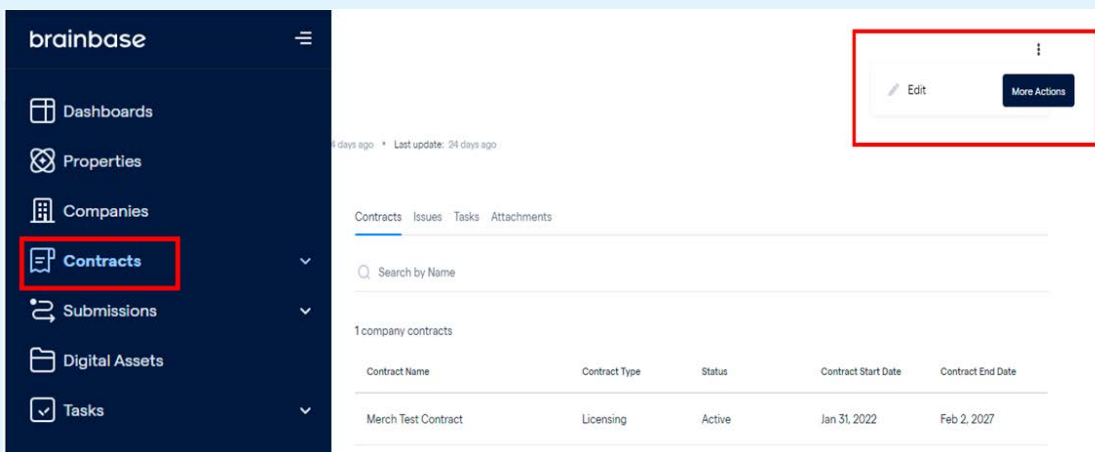 brainbase
Dashboards
Properties
Companies
Contracts
Submissions
Digital Assets
Tasks
Edit
More Actions
days ago • Last update: 24 days ago
Contracts Issues Tasks Attachments
Search by Name
1 company contracts
Contract Name Contract Type Status Contract Start Date Contract End Date
Merch Test Contract Licensing Active Jan 31, 2022 Feb 2, 2027